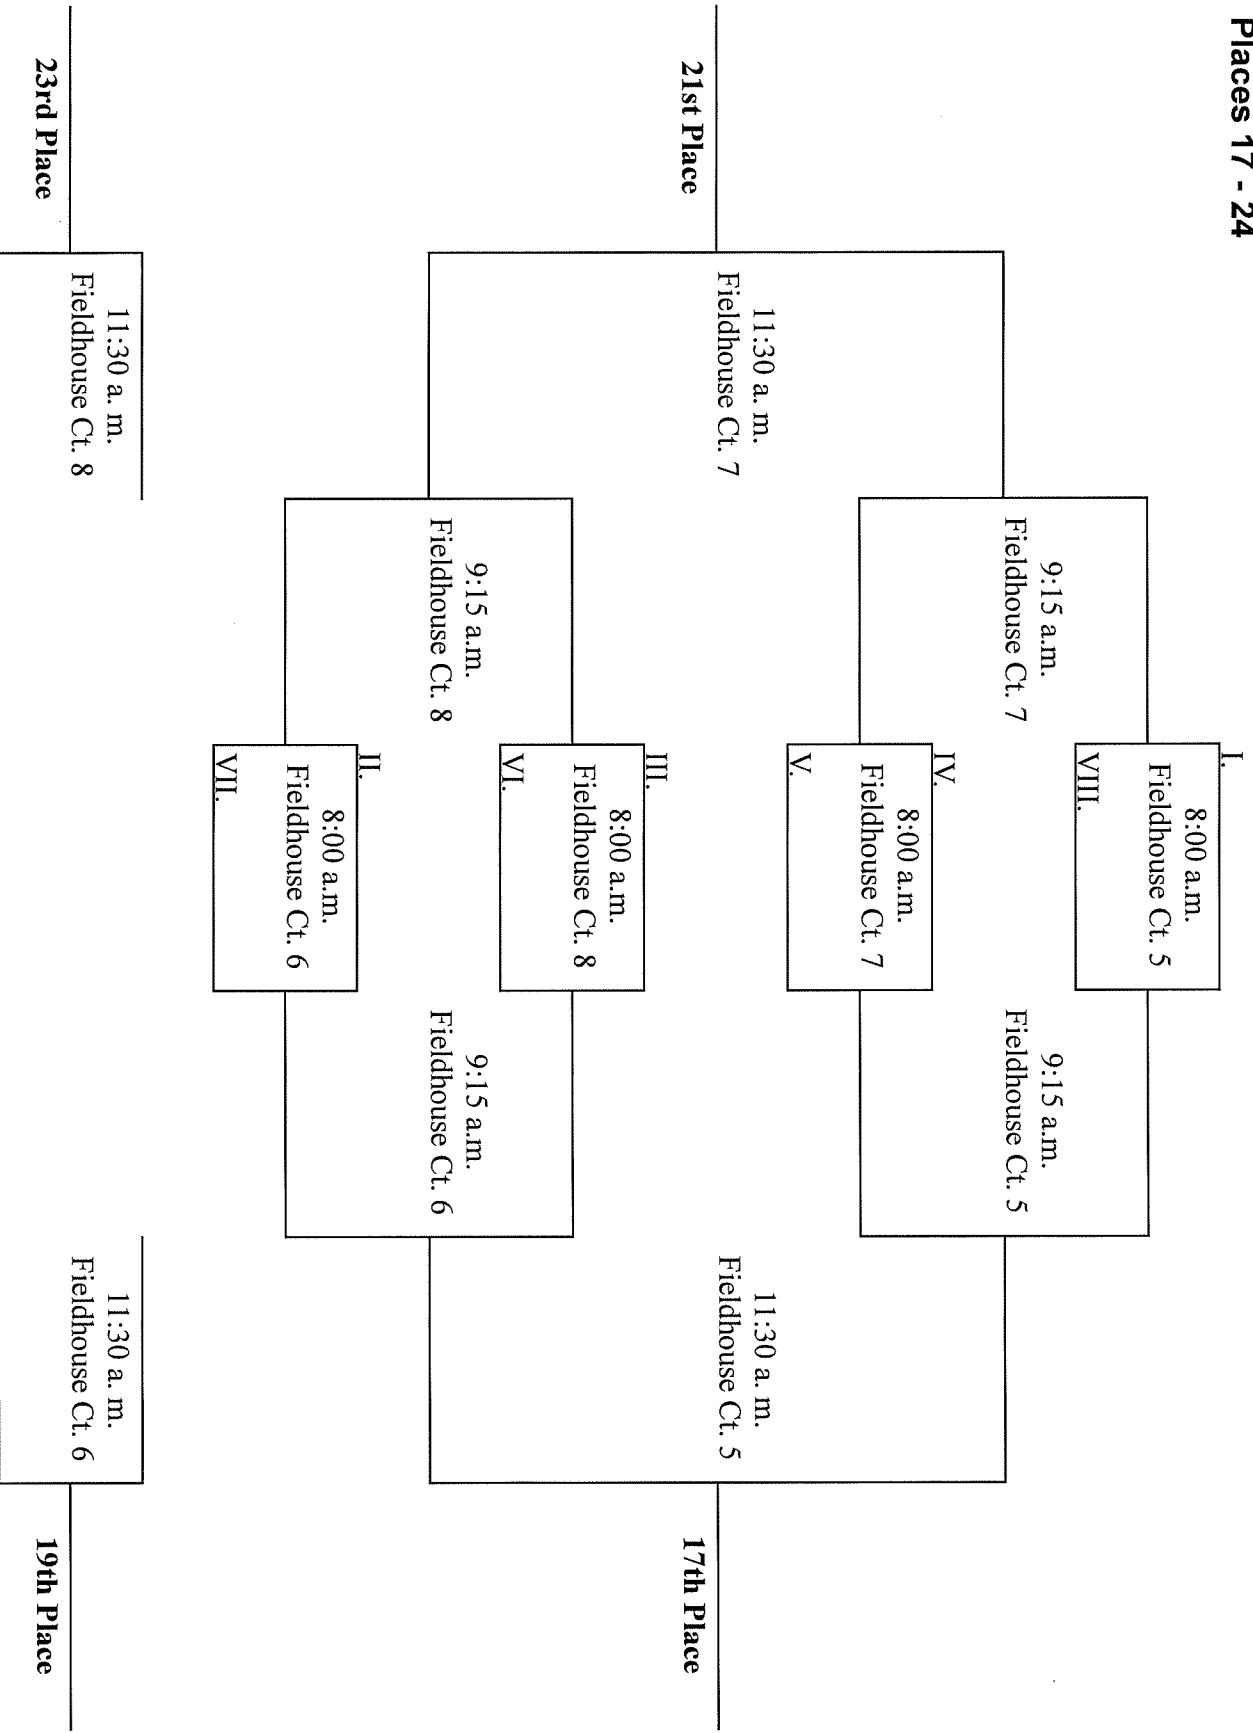 Places 17 - 24
I.
8:00 a.m.
Fieldhouse Ct. 5
VIII.
9:15 a.m.
Fieldhouse Ct. 7
9:15 a.m.
Fieldhouse Ct. 5
IV.
8:00 a.m.
Fieldhouse Ct. 7
V.
11:30 a. m.
Fieldhouse Ct. 7
11:30 a. m.
Fieldhouse Ct. 5
21st Place
17th Place
III.
8:00 a.m.
Fieldhouse Ct. 8
VI.
9:15 a.m.
Fieldhouse Ct. 8
9:15 a.m.
Fieldhouse Ct. 6
II.
8:00 a.m.
Fieldhouse Ct. 6
VII.
11:30 a. m.
Fieldhouse Ct. 8
11:30 a. m.
Fieldhouse Ct. 6
23rd Place
19th Place